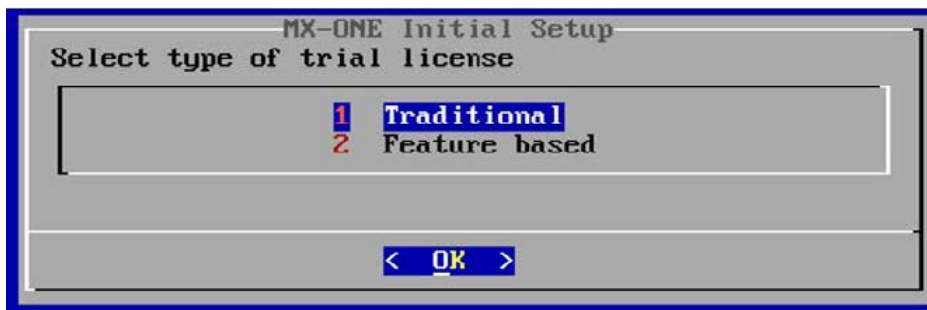 MX-ONE Initial Setup
Select type of trial license
1 Traditional
2 Feature based
< OK >